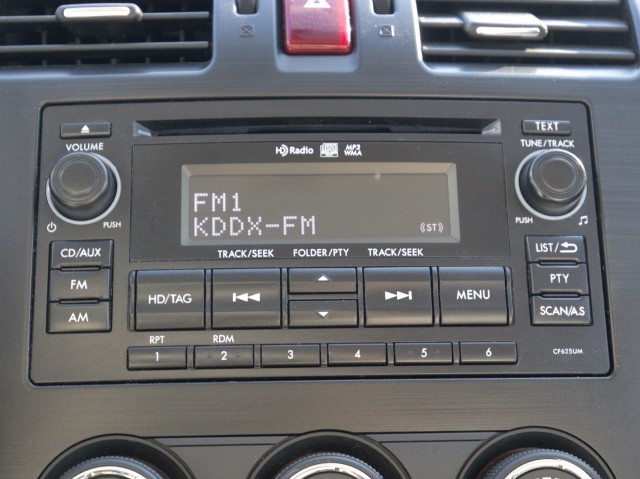 TEXT
VOLUME
HD Radio
MP3
WMA
TUNE/TRACK
FM1
KDDX-FM
((ST))
PUSH
PUSH
TRACK/SEEK
FOLDER/PTY
TRACK/SEEK
CD/AUX
LIST/
FM
HD/TAG
MENU
PTY
AM
SCAN/A.S
RPT
RDM
1
2
3
4
5
6
CF625UM